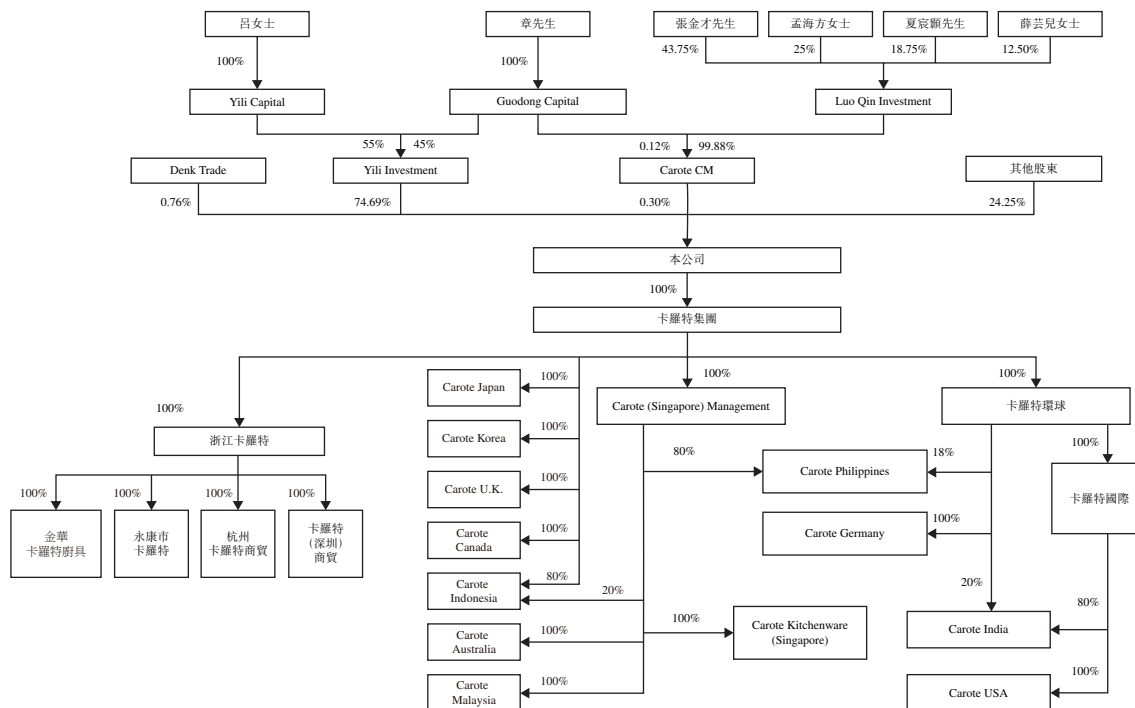 呂女士
章先生
張金才先生
孟海方女士
夏宸顥先生
薛芸兒女士
100%
100%
43.75%
25%
18.75%
12.50%
Yili Capital
Guodong Capital
Luo Qin Investment
55%
45%
0.12%
99.88%
Denk Trade
Yili Investment
Carote CM
其他股東
0.76%
74.69%
0.30%
24.25%
本公司
100%
卡羅特集團
100%
100%
100%
100%
Carote Japan
Carote (Singapore) Management
卡羅特環球
100%
浙江卡羅特
Carote Korea
100%
80%
18%
100%
Carote Philippines
卡羅特國際
Carote U.K.
100%
100%
100%
100%
100%
金華
卡羅特廚具
永康市
卡羅特
杭州
卡羅特商貿
卡羅特
(深圳)
商貿
Carote
Canada
100%
Carote Germany
100%
Carote
Indonesia
80%
20%
20%
80%
Carote
Australia
100%
100%
Carote Kitchenware
(Singapore)
Carote India
Carote
Malaysia
100%
100%
Carote USA